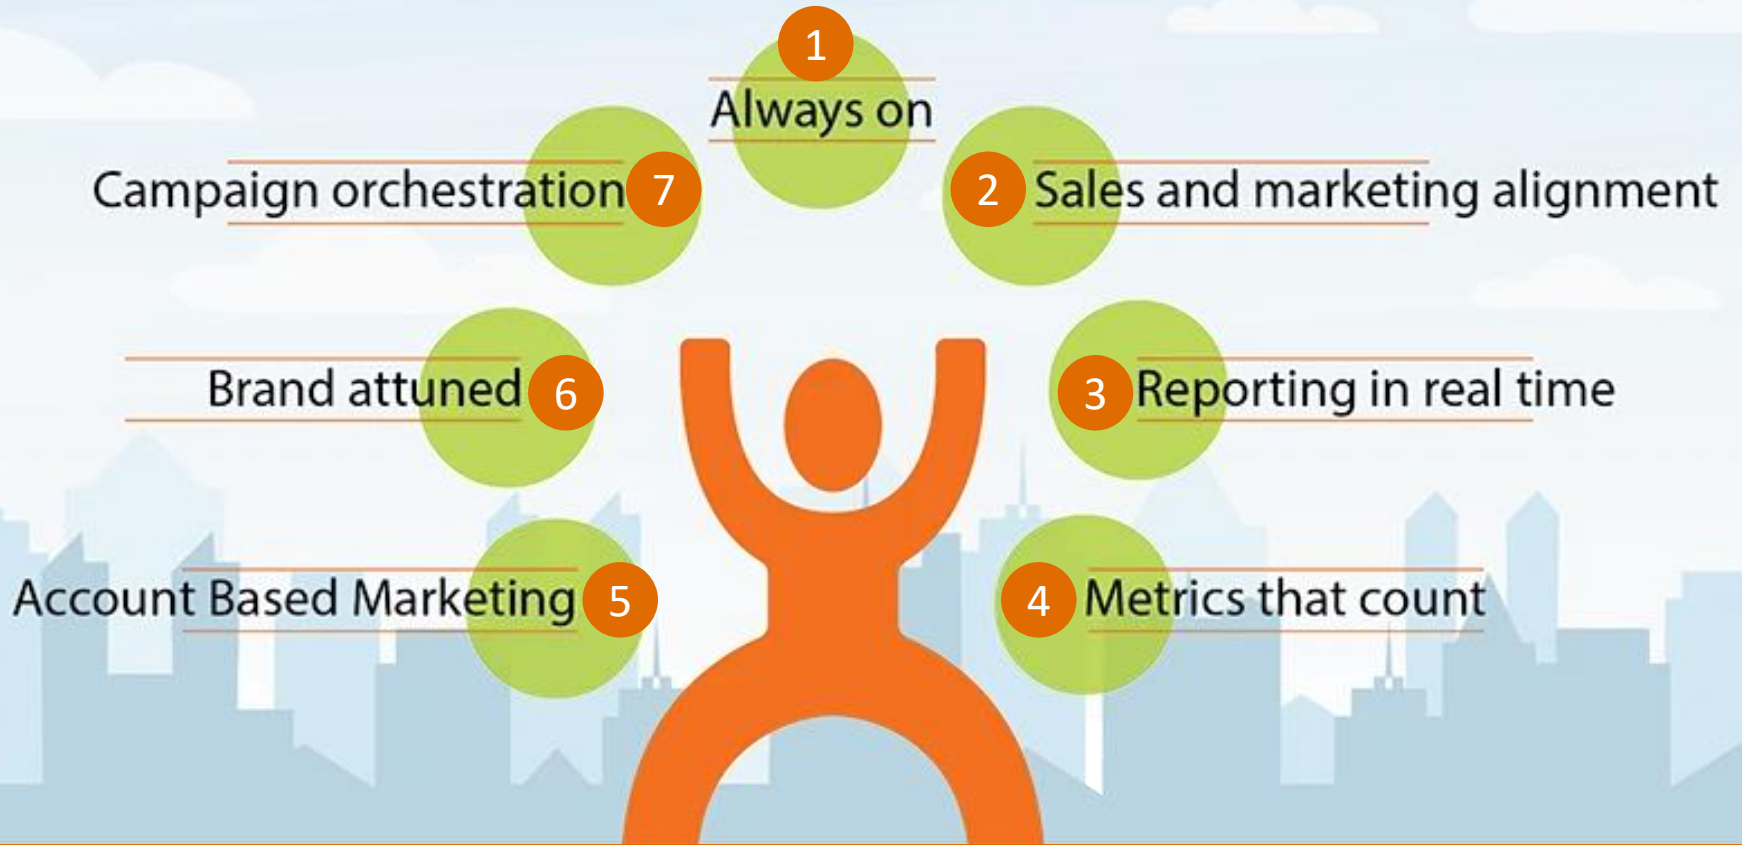 1
Always on
2 Sales and marketing alignment
3 Reporting in real time
4 Metrics that count
Account Based Marketing 5
Brand attuned 6
Campaign orchestration 7